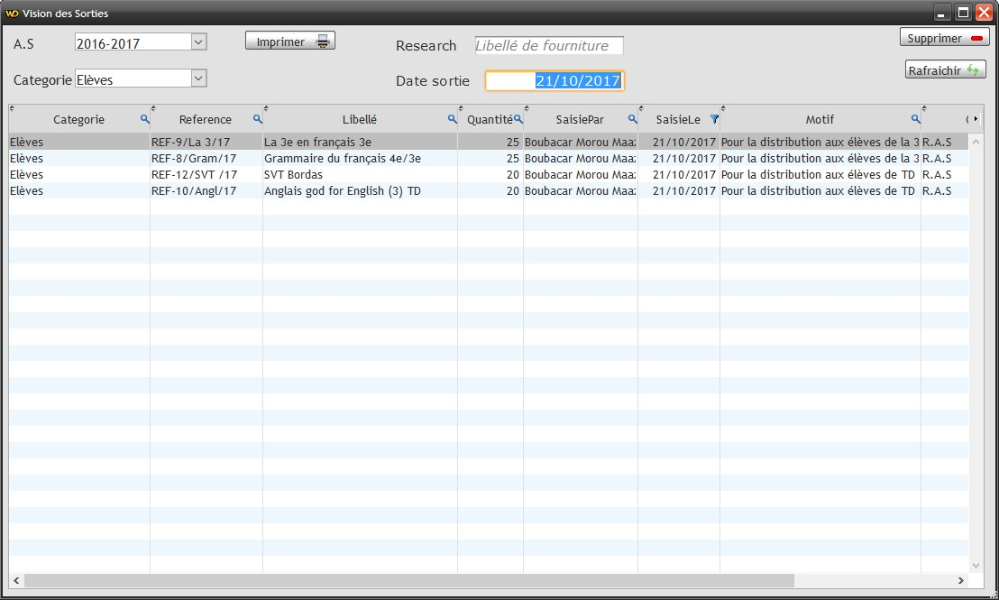 WD Vision des Sorties
A.S 2016-2017 Imprimer Research Libellé de fourniture Supprimer
Categorie Elèves Date sortie 21/10/2017 Rafraichir
Categorie Reference Libellé Quantité SaisiePar SaisieLe Motif
Elèves REF-9/La 3/17 La 3e en français 3e 25 Boubacar Morou Maa 21/10/2017 Pour la distribution aux élèves de la 3 R.A.S
Elèves REF-8/Gram/17 Grammaire du français 4e/3e 25 Boubacar Morou Maa 21/10/2017 Pour la distribution aux élèves de la 3 R.A.S
Elèves REF-12/SVT /17 SVT Bordas 20 Boubacar Morou Maa 21/10/2017 Pour la distribution aux élèves de TD R.A.S
Elèves REF-10/Angl/17 Anglais god for English (3) TD 20 Boubacar Morou Maa 21/10/2017 Pour la distribution aux élèves de TD R.A.S